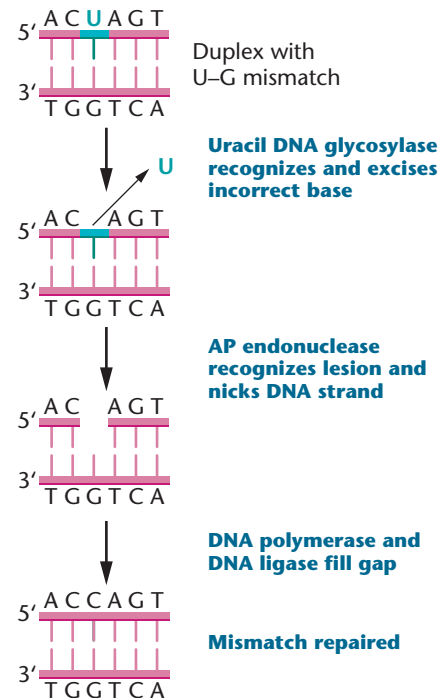 A C U A G T
5′
Duplex with
U–G mismatch
3′
T G G T C A
Uracil DNA glycosylase
recognizes and excises
incorrect base
U
A C A G T
5′
3′
T G G T C A
AP endonuclease
recognizes lesion and
nicks DNA strand
A C A G T
5′
3′
T G G T C A
DNA polymerase and
DNA ligase fill gap
A C C A G T
5′
Mismatch repaired
3′
T G G T C A